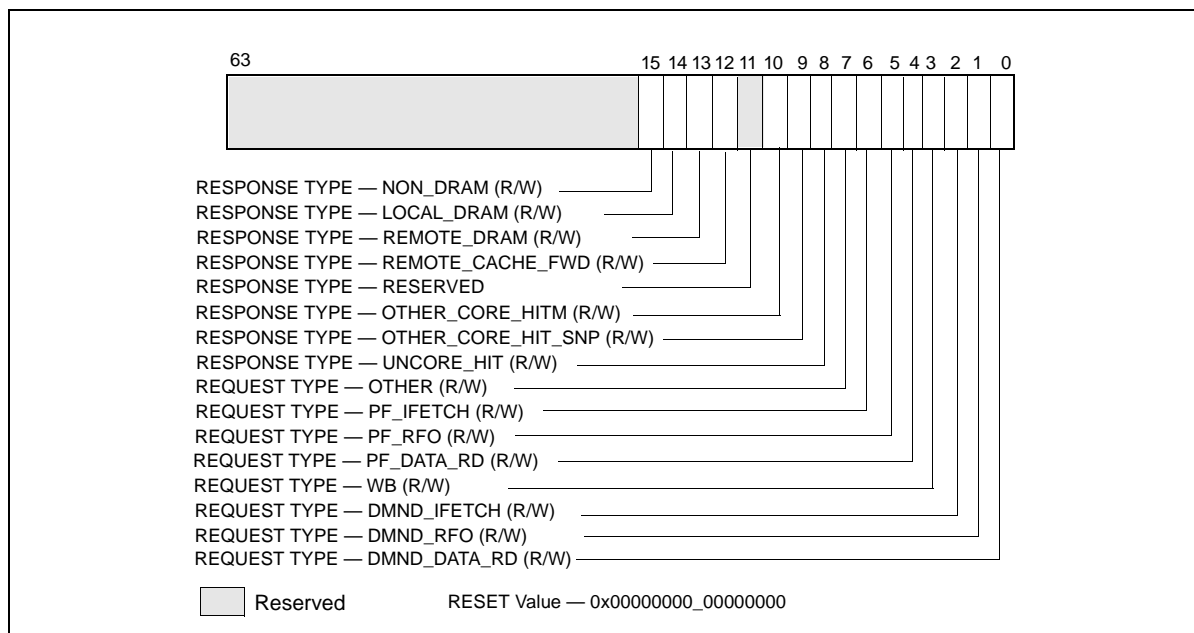 63 15 14 13 12 11 10 9 8 7 6 5 4 3 2 1 0
RESPONSE TYPE — NON_DRAM (R/W)
RESPONSE TYPE — LOCAL_DRAM (R/W)
RESPONSE TYPE — REMOTE_DRAM (R/W)
RESPONSE TYPE — REMOTE_CACHE_FWD (R/W)
RESPONSE TYPE — RESERVED
RESPONSE TYPE — OTHER_CORE_HITM (R/W)
RESPONSE TYPE — OTHER_CORE_HIT_SNP (R/W)
RESPONSE TYPE — UNCORE_HIT (R/W)
REQUEST TYPE — OTHER (R/W)
REQUEST TYPE — PF_IFETCH (R/W)
REQUEST TYPE — PF_RFO (R/W)
REQUEST TYPE — PF_DATA_RD (R/W)
REQUEST TYPE — WB (R/W)
REQUEST TYPE — DMND_IFETCH (R/W)
REQUEST TYPE — DMND_RFO (R/W)
REQUEST TYPE — DMND_DATA_RD (R/W)
Reserved RESET Value — 0x00000000_00000000